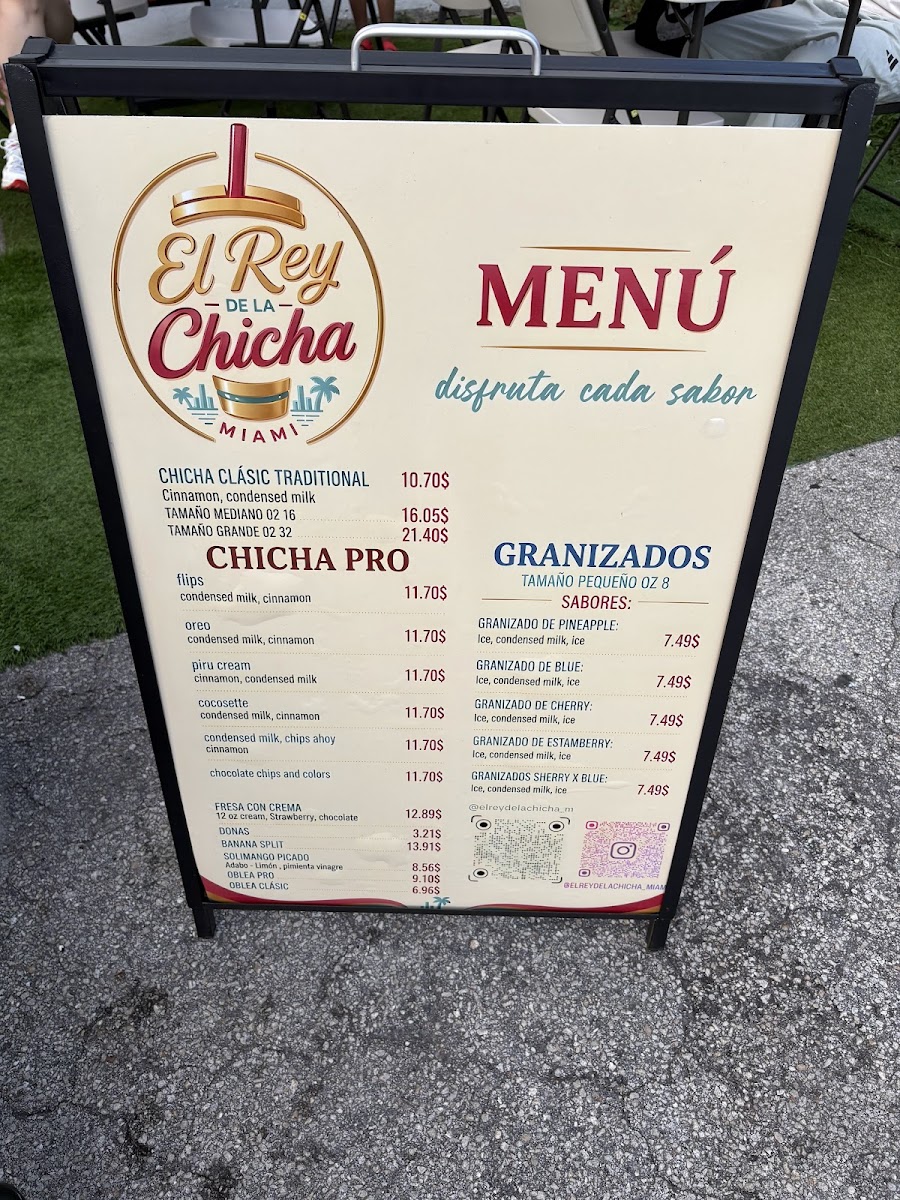 El Rey
DE LA
Chicha
MIAMI
MENÚ
disfruta cada sabor
CHICHA CLÁSIC TRADITIONAL 10.70$
Cinnamon, condensed milk
TAMAÑO MEDIANO 02 16 16.05$
TAMAÑO GRANDE 02 32 21.40$
CHICHA PRO
flips
condensed milk, cinnamon 11.70$
oreo
condensed milk, cinnamon 11.70$
piru cream
cinnamon, condensed milk 11.70$
cocosette
condensed milk, cinnamon 11.70$
condensed milk, chips ahoy
cinnamon 11.70$
chocolate chips and colors 11.70$
FRESA CON CREMA
12 oz cream, Strawberry, chocolate 12.89$
DONAS 3.21$
BANANA SPLIT 13.91$
SOLIMANGO PICADO
Adabo - Limón , pimienta vinagre 8.56$
OBLEA PRO 9.10$
OBLEA CLÁSIC 6.96$
GRANIZADOS
TAMAÑO PEQUEÑO OZ 8
SABORES:
GRANIZADO DE PINEAPPLE:
Ice, condensed milk, ice 7.49$
GRANIZADO DE BLUE:
Ice, condensed milk, ice 7.49$
GRANIZADO DE CHERRY:
Ice, condensed milk, ice 7.49$
GRANIZADO DE ESTAMBERRY:
Ice, condensed milk, ice 7.49$
GRANIZADOS SHERRY X BLUE:
Ice, condensed milk, ice 7.49$
@elreydelachicha_m
@ELREYDELACHICHA_MIAM